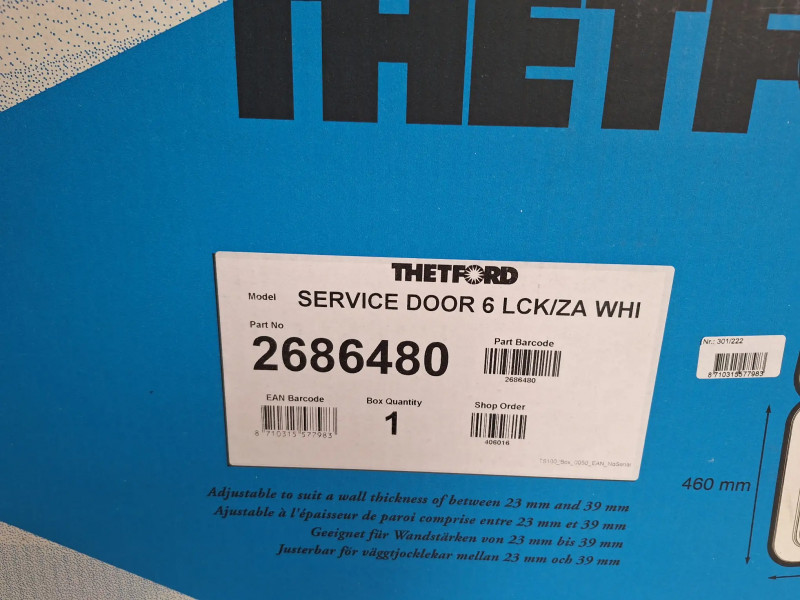 THETF
THETFORD
Model SERVICE DOOR 6 LCK/ZA WHI
Part No
2686480
Part Barcode
2686480
EAN Barcode
8 710315 577983
Box Quantity
1
Shop Order
406016
Nr.: 301/222
8 710315 577983
460 mm
Adjustable to suit a wall thickness of between 23 mm and 39 mm
Ajustable à l'épaisseur de paroi comprise entre 23 mm et 39 mm
Geeignet für Wandstärken von 23 mm bis 39 mm
Justerbar för väggtjocklekar mellan 23 mm och 39 mm